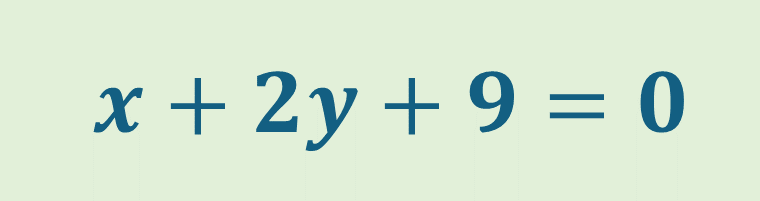 x + 2y + 9 = 0